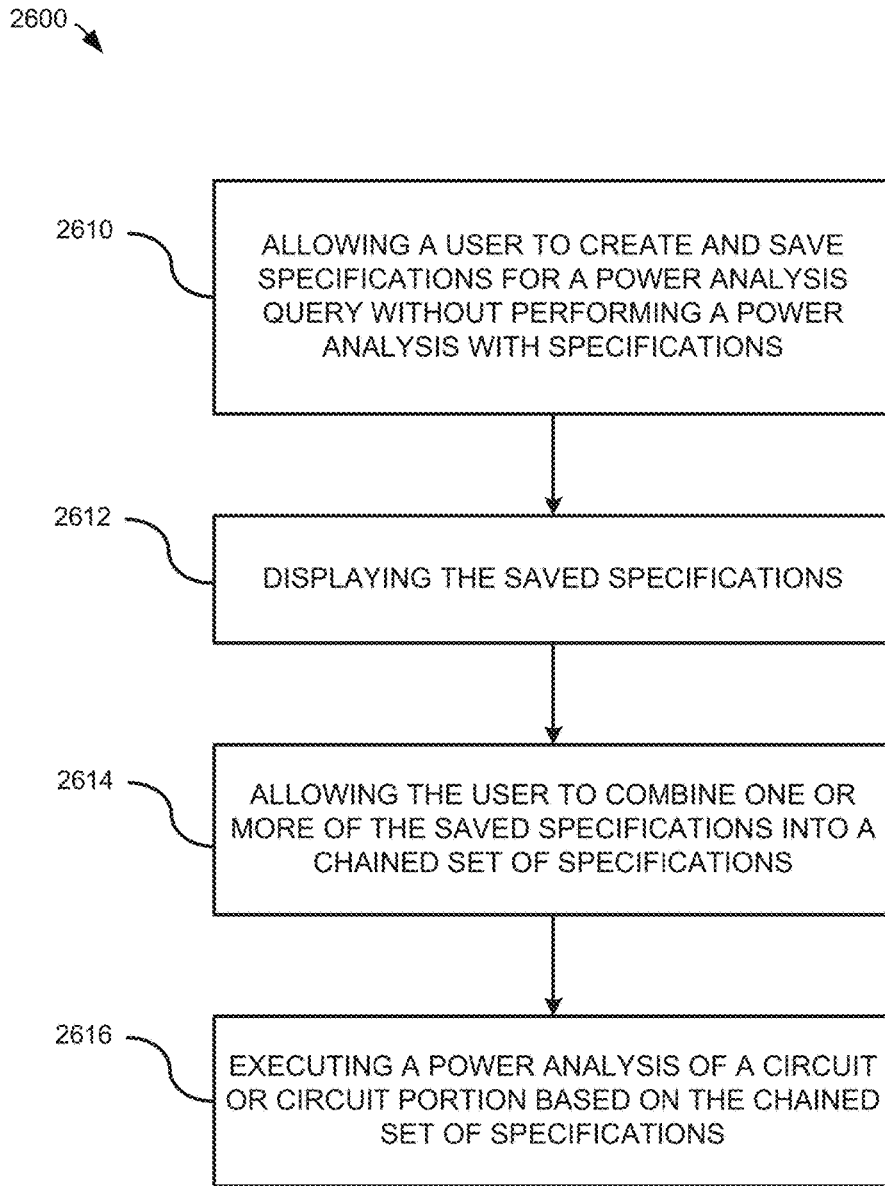 2600
2610
ALLOWING A USER TO CREATE AND SAVE
SPECIFICATIONS FOR A POWER ANALYSIS
QUERY WITHOUT PERFORMING A POWER
ANALYSIS WITH SPECIFICATIONS
2612
DISPLAYING THE SAVED SPECIFICATIONS
2614
ALLOWING THE USER TO COMBINE ONE OR
MORE OF THE SAVED SPECIFICATIONS INTO A
CHAINED SET OF SPECIFICATIONS
2616
EXECUTING A POWER ANALYSIS OF A CIRCUIT
OR CIRCUIT PORTION BASED ON THE CHAINED
SET OF SPECIFICATIONS